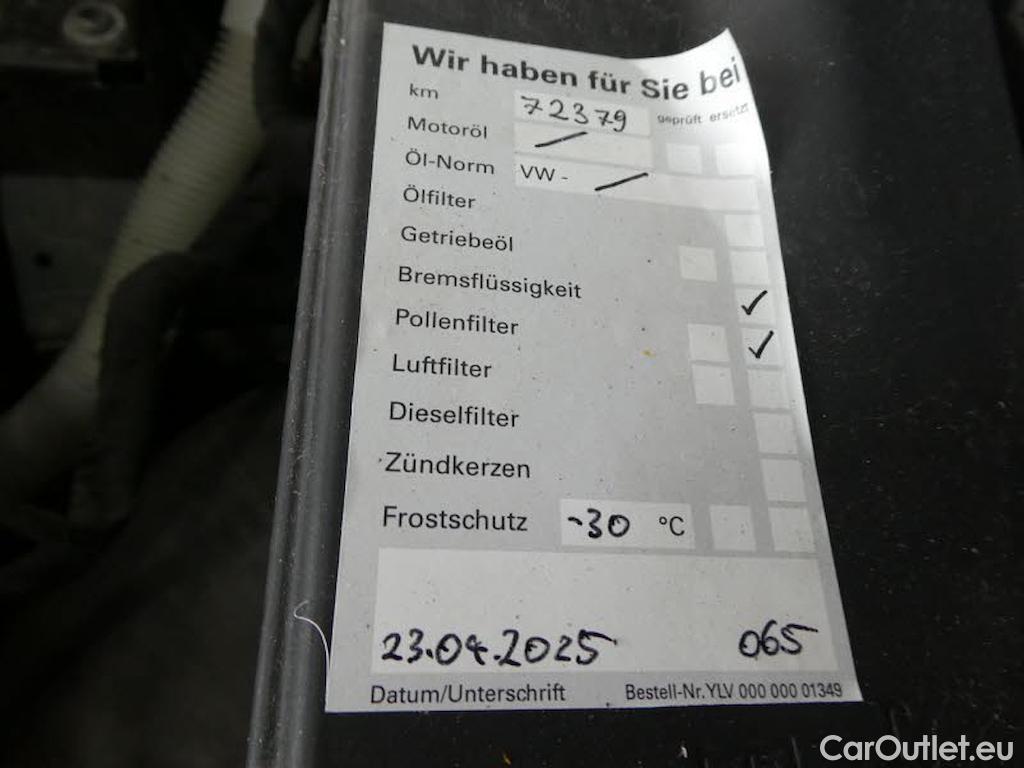 Wir haben für Sie bei
km 72379 geprüft ersetzt
Motoröl
Öl-Norm VW -
Ölfilter
Getriebeöl
Bremsflüssigkeit ✓
Pollenfilter ✓
Luftfilter
Dieselfilter
Zündkerzen
Frostschutz -30 °C
23.04.2025 065
Datum/Unterschrift Bestell-Nr. YLV 000 000 01349
CarOutlet.eu